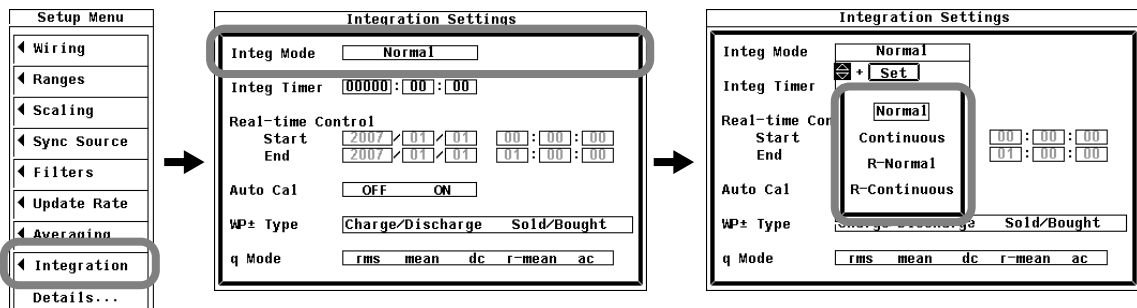 Setup Menu
Wiring
Ranges
Scaling
Sync Source
Filters
Update Rate
Averaging
Integration
Details...
Integration Settings
Integ Mode Normal
Integ Timer 00000 : 00 : 00
Real-time Control
Start 2007 / 01 / 01 00 : 00 : 00
End 2007 / 01 / 01 01 : 00 : 00
Auto Cal OFF ON
WP± Type Charge/Discharge Sold/Bought
q Mode rms mean dc r-mean ac
Integration Settings
Integ Mode Normal
+ Set
Integ Timer
Normal
Real-time Con
Continuous
Start 00 : 00 : 00
End 01 : 00 : 00
R-Normal
R-Continuous
Auto Cal
WP± Type Charge/Discharge Sold/Bought
q Mode rms mean dc r-mean ac